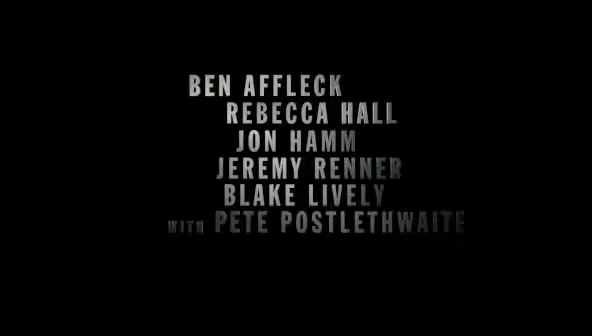 BEN AFFLECK
REBECCA HALL
JON HAMM
JEREMY RENNER
BLAKE LIVELY
WITH PETE POSTLETHWAITE